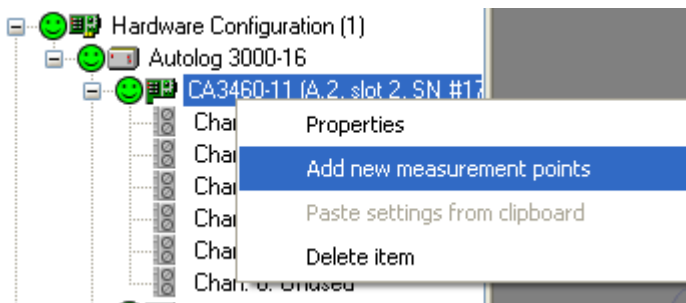 Hardware Configuration (1)
Autolog 3000-16
CA3460-11 (A.2, slot 2, SN #17
Properties
Add new measurement points
Paste settings from clipboard
Delete item
Chan. 6: Unused